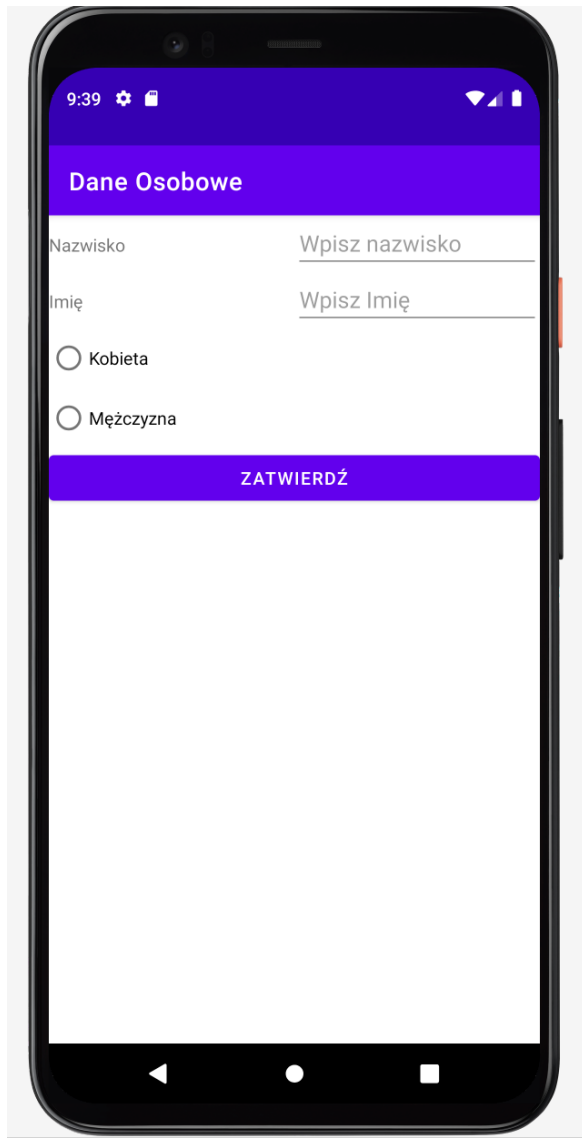 9:39
Dane Osobowe
Nazwisko Wpisz nazwisko
Imię Wpisz Imię
Kobieta
Mężczyzna
ZATWIERDŹ